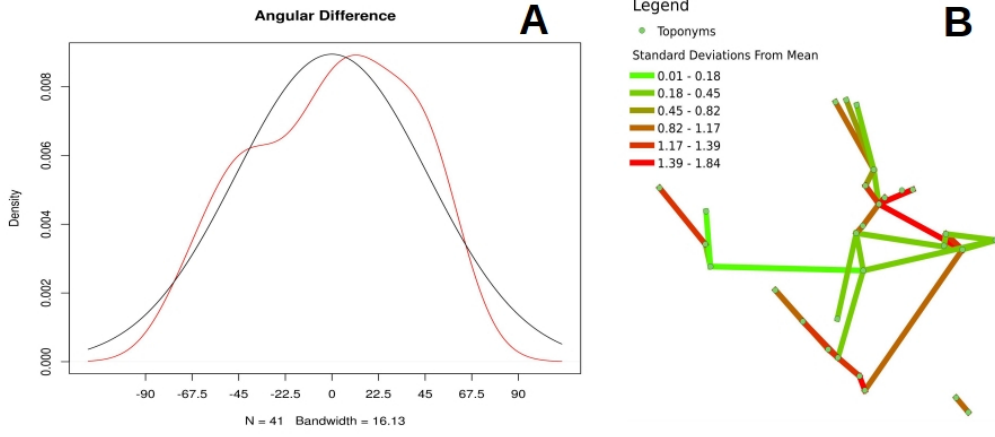 Angular Difference
A
Density
0.008
0.006
0.004
0.002
0.000
-90 -67.5 -45 -22.5 0 22.5 45 67.5 90
N = 41 Bandwidth = 16.13
Legend
B
Toponyms
Standard Deviations From Mean
0.01 - 0.18
0.18 - 0.45
0.45 - 0.82
0.82 - 1.17
1.17 - 1.39
1.39 - 1.84